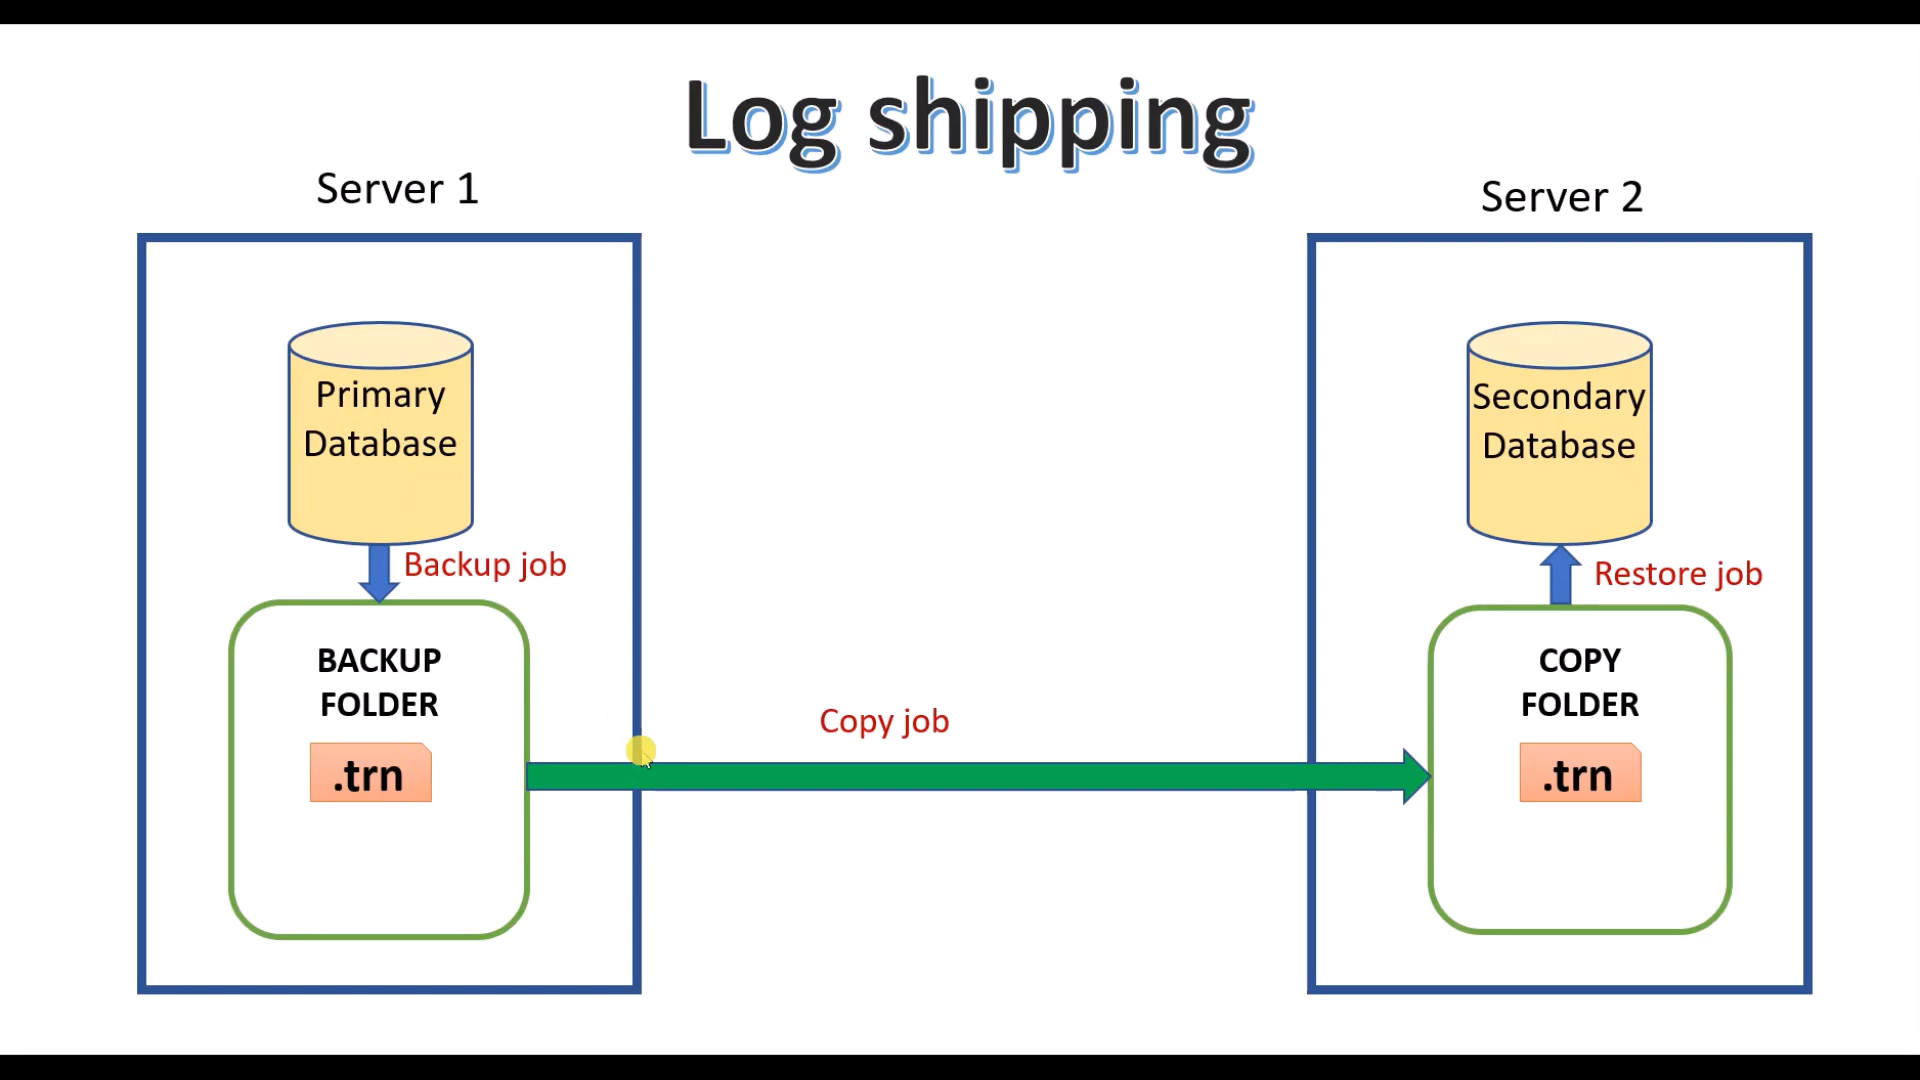 Log shipping
Server 1
Server 2
Primary
Database
Secondary
Database
Backup job
Restore job
BACKUP
FOLDER
.trn
Copy job
COPY
FOLDER
.trn